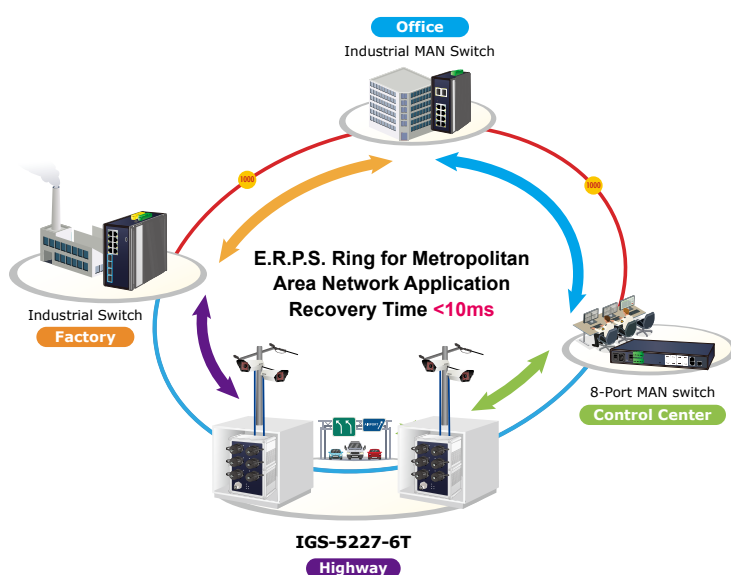 Office
Industrial MAN Switch
1000
1000
E.R.P.S. Ring for Metropolitan
Area Network Application
Recovery Time <10ms
Industrial Switch
Factory
8-Port MAN switch
Control Center
IGS-5227-6T
Highway